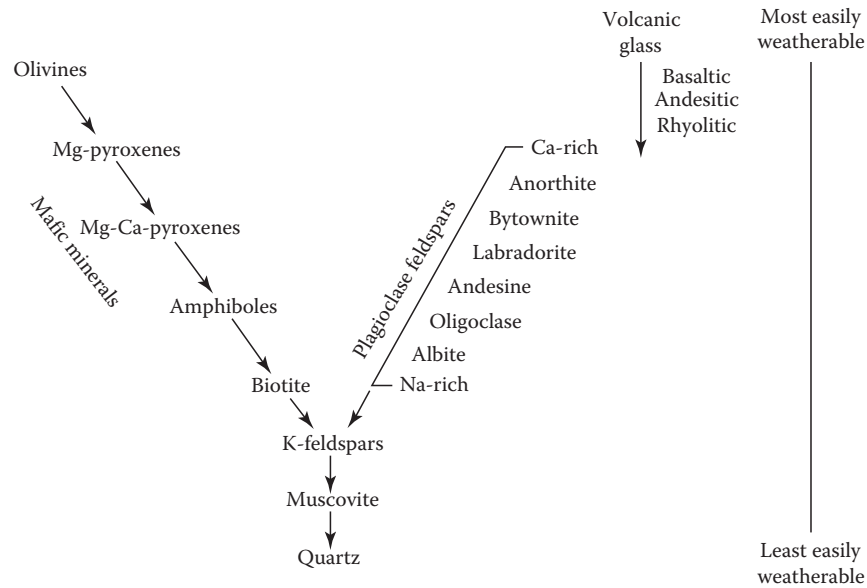 Volcanic
glass
Most easily
weatherable
Olivines
Basaltic
Andesitic
Rhyolitic
Mg-pyroxenes
Ca-rich
Anorthite
Mafic minerals
Mg-Ca-pyroxenes
Plagioclase feldspars
Bytownite
Labradorite
Andesine
Amphiboles
Oligoclase
Albite
Biotite
Na-rich
K-feldspars
Muscovite
Quartz
Least easily
weatherable